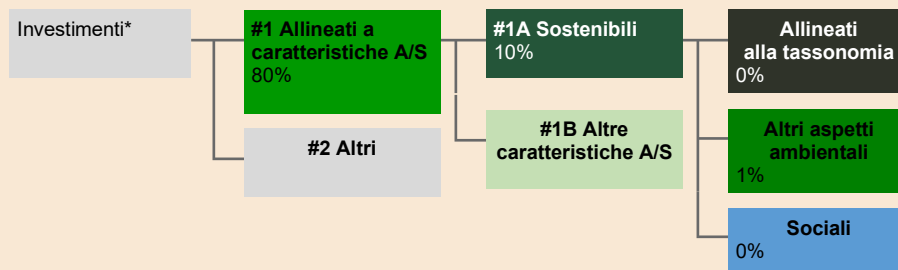 Investimenti*
#1 Allineati a
caratteristiche A/S
80%
#2 Altri
#1A Sostenibili
10%
#1B Altre
caratteristiche A/S
Allineati
alla tassonomia
0%
Altri aspetti
ambientali
1%
Sociali
0%